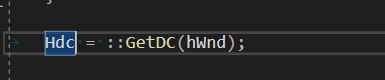 Hdc = ::GetDC(hWnd);